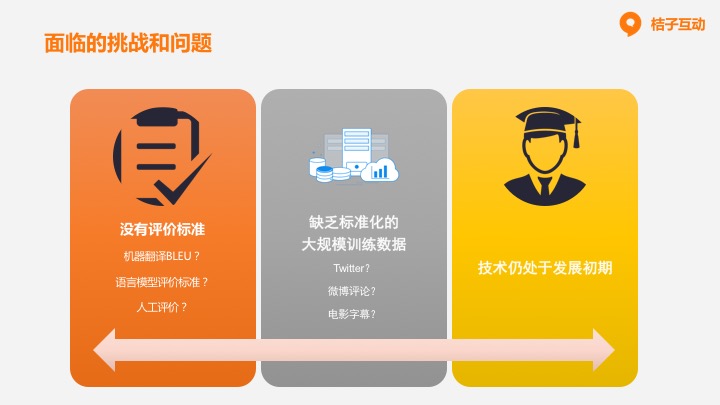 桔子互动
面临的挑战和问题
没有评价标准
机器翻译BLEU？
语言模型评价标准？
人工评价？
缺乏标准化的
大规模训练数据
Twitter?
微博评论?
电影字幕?
技术仍处于发展初期